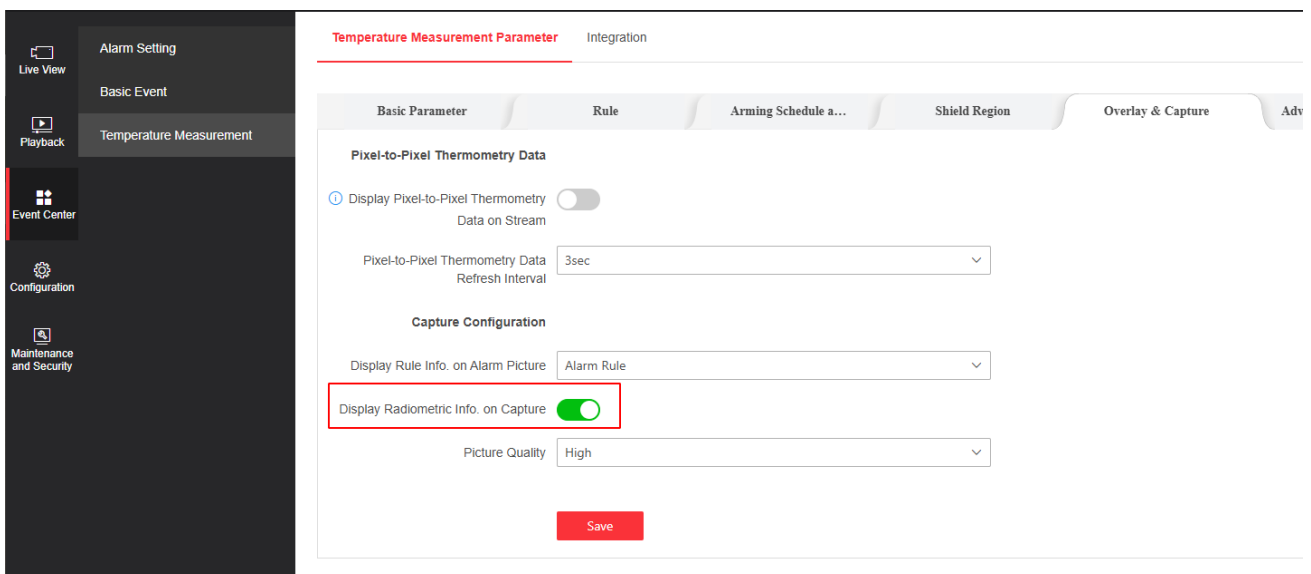 Live View
Playback
Event Center
Configuration
Maintenance
and Security
Alarm Setting
Basic Event
Temperature Measurement
Temperature Measurement Parameter
Integration
Basic Parameter
Rule
Arming Schedule a...
Shield Region
Overlay & Capture
Adv
Pixel-to-Pixel Thermometry Data
Display Pixel-to-Pixel Thermometry
Data on Stream
Pixel-to-Pixel Thermometry Data
Refresh Interval
3sec
Capture Configuration
Display Rule Info. on Alarm Picture
Alarm Rule
Display Radiometric Info. on Capture
Picture Quality
High
Save